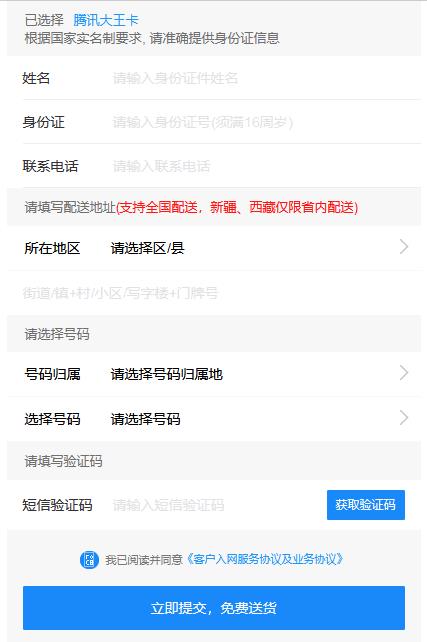 已选择 腾讯大王卡
根据国家实名制要求, 请准确提供身份证信息
姓名 请输入身份证件姓名
身份证 请输入身份证号(须满16周岁)
联系电话 请输入联系电话
请填写配送地址(支持全国配送，新疆、西藏仅限省内配送)
所在地区 请选择区/县
街道/镇+村/小区/写字楼+门牌号
请选择号码
号码归属 请选择号码归属地
选择号码 请选择号码
请填写验证码
短信验证码 请输入短信验证码 获取验证码
我已阅读并同意《客户入网服务协议及业务协议》
立即提交，免费送货